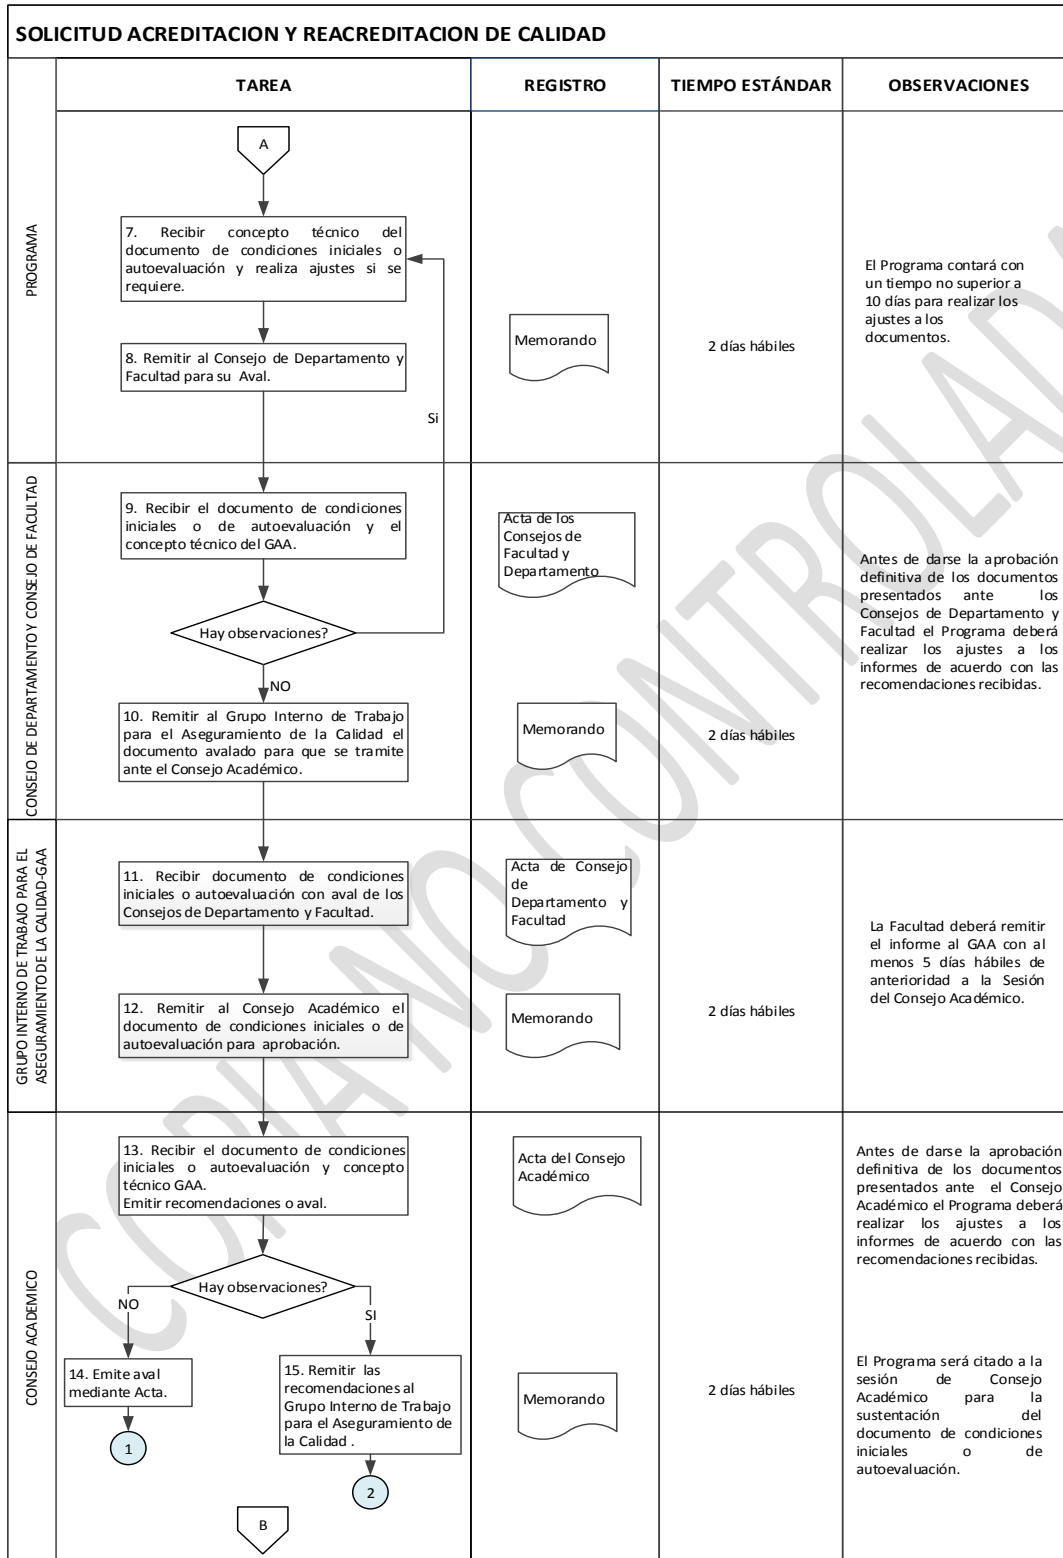 SOLICITUD ACREDITACION Y REACREDITACION DE CALIDAD
TAREA
REGISTRO
TIEMPO ESTÁNDAR
OBSERVACIONES
PROGRAMA
A
7. Recibir concepto técnico del
documento de condiciones iniciales o
autoevaluación y realiza ajustes si se
requiere.
8. Remitir al Consejo de Departamento y
Facultad para su Aval.
Si
Memorando
2 días hábiles
El Programa contará con
un tiempo no superior a
10 días para realizar los
ajustes a los
documentos.
CONSEJO DE DEPARTAMENTO Y CONSEJO DE FACULTAD
9. Recibir el documento de condiciones
iniciales o de autoevaluación y el
concepto técnico del GAA.
Hay observaciones?
NO
10. Remitir al Grupo Interno de Trabajo
para el Aseguramiento de la Calidad el
documento avalado para que se tramite
ante el Consejo Académico.
Acta de los
Consejos de
Facultad y
Departamento
Memorando
2 días hábiles
Antes de darse la aprobación
definitiva de los documentos
presentados ante los
Consejos de Departamento y
Facultad el Programa deberá
realizar los ajustes a los
informes de acuerdo con las
recomendaciones recibidas.
GRUPO INTERNO DE TRABAJO PARA EL
ASEGURAMIENTO DE LA CALIDAD-GAA
11. Recibir documento de condiciones
iniciales o autoevaluación con aval de los
Consejos de Departamento y Facultad.
12. Remitir al Consejo Académico el
documento de condiciones iniciales o de
autoevaluación para aprobación.
Acta de Consejo
de
Departamento y
Facultad
Memorando
2 días hábiles
La Facultad deberá remitir
el informe al GAA con al
menos 5 días hábiles de
anterioridad a la Sesión
del Consejo Académico.
CONSEJO ACADEMICO
13. Recibir el documento de condiciones
iniciales o autoevaluación y concepto
técnico GAA.
Emitir recomendaciones o aval.
Hay observaciones?
NO
SI
14. Emite aval
mediante Acta.
1
15. Remitir las
recomendaciones al
Grupo Interno de Trabajo
para el Aseguramiento de
la Calidad .
2
B
Acta del Consejo
Académico
Memorando
2 días hábiles
Antes de darse la aprobación
definitiva de los documentos
presentados ante el Consejo
Académico el Programa deberá
realizar los ajustes a los
informes de acuerdo con las
recomendaciones recibidas.
El Programa será citado a la
sesión de Consejo
Académico para la
sustentación del
documento de condiciones
iniciales o de
autoevaluación.
COPIA NO CONTROLADA